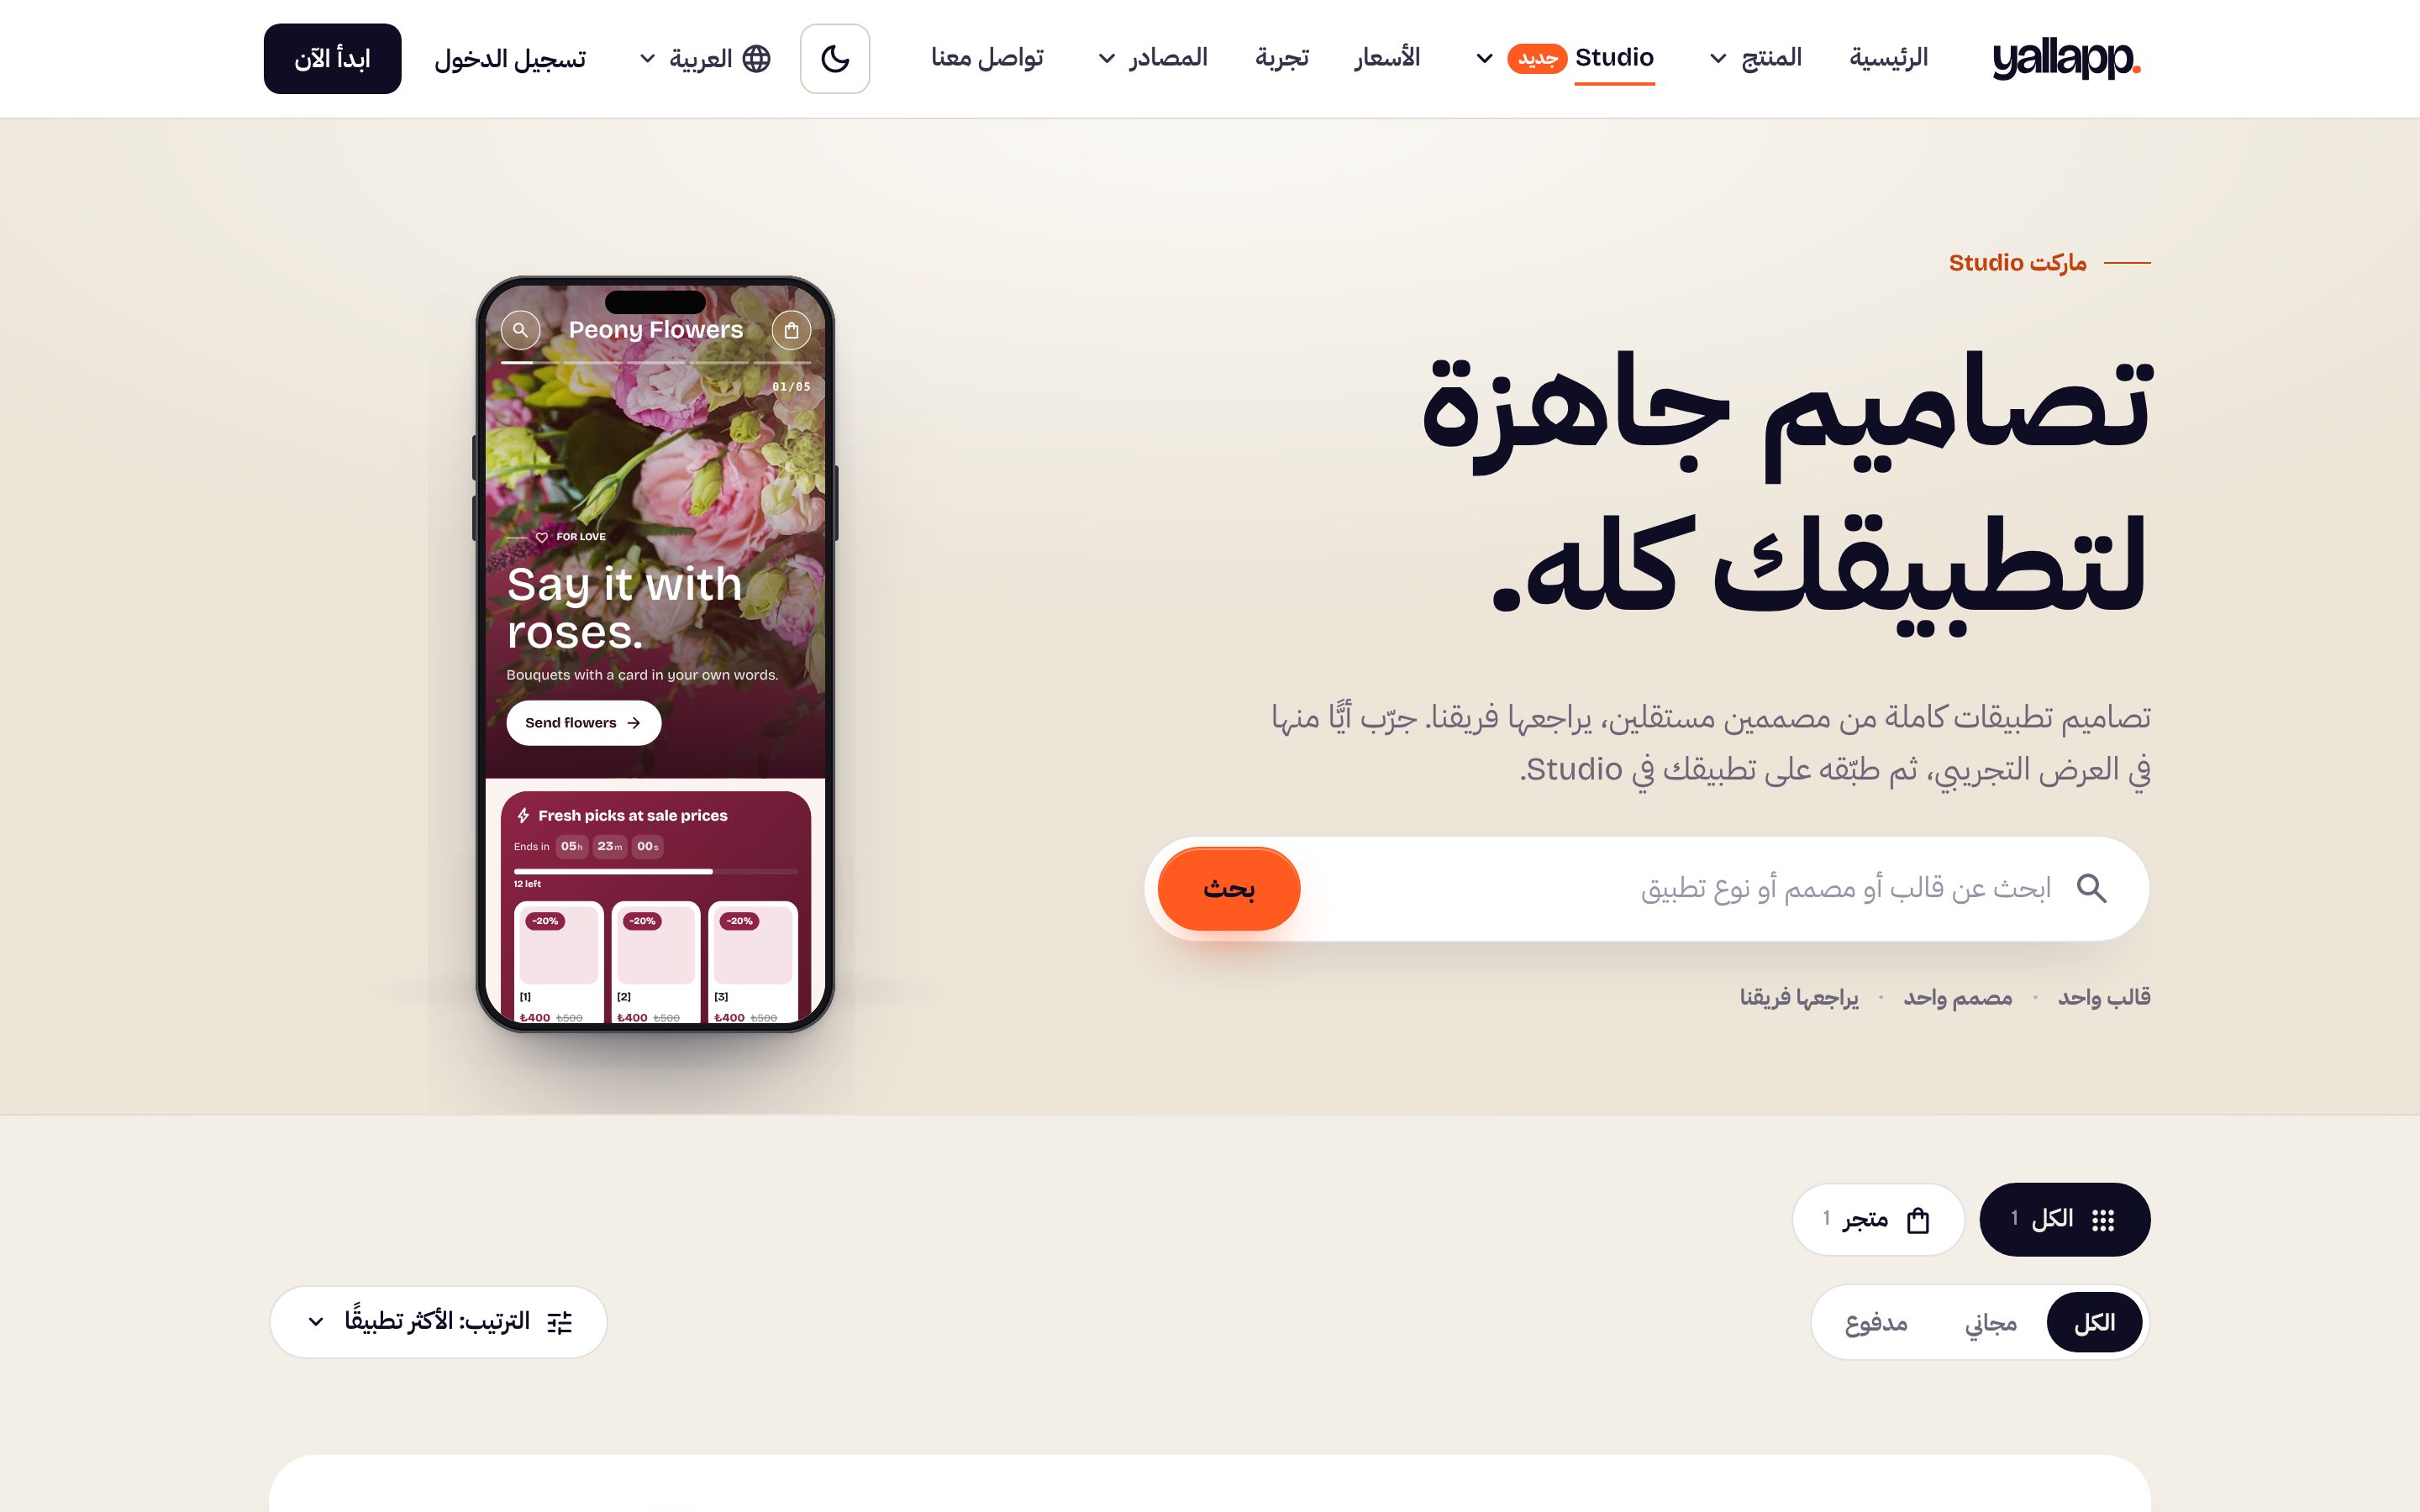 yallapp.
الرئيسية
المنتج
Studio جديد
الأسعار
تجربة
المصادر
تواصل معنا
العربية
تسجيل الدخول
ابدأ الآن
ماركت Studio
تصاميم جاهزة
لتطبيقك كله.
تصاميم تطبيقات كاملة من مصممين مستقلين، يراجعها فريقنا. جرّب أيًّا منها
في العرض التجريبي، ثم طبّقه على تطبيقك في Studio.
ابحث عن قالب أو مصمم أو نوع تطبيق
بحث
قالب واحد · مصمم واحد · يراجعها فريقنا
Peony Flowers
01/05
FOR LOVE
Say it with
roses.
Bouquets with a card in your own words.
Send flowers
Fresh picks at sale prices
Ends in 05h 23m 00s
12 left
-20% -20% -20%
[1] [2] [3]
₺400 ₺500 ₺400 ₺500 ₺400 ₺500
الكل 1
متجر 1
الكل
مجاني
مدفوع
الترتيب: الأكثر تطبيقًا